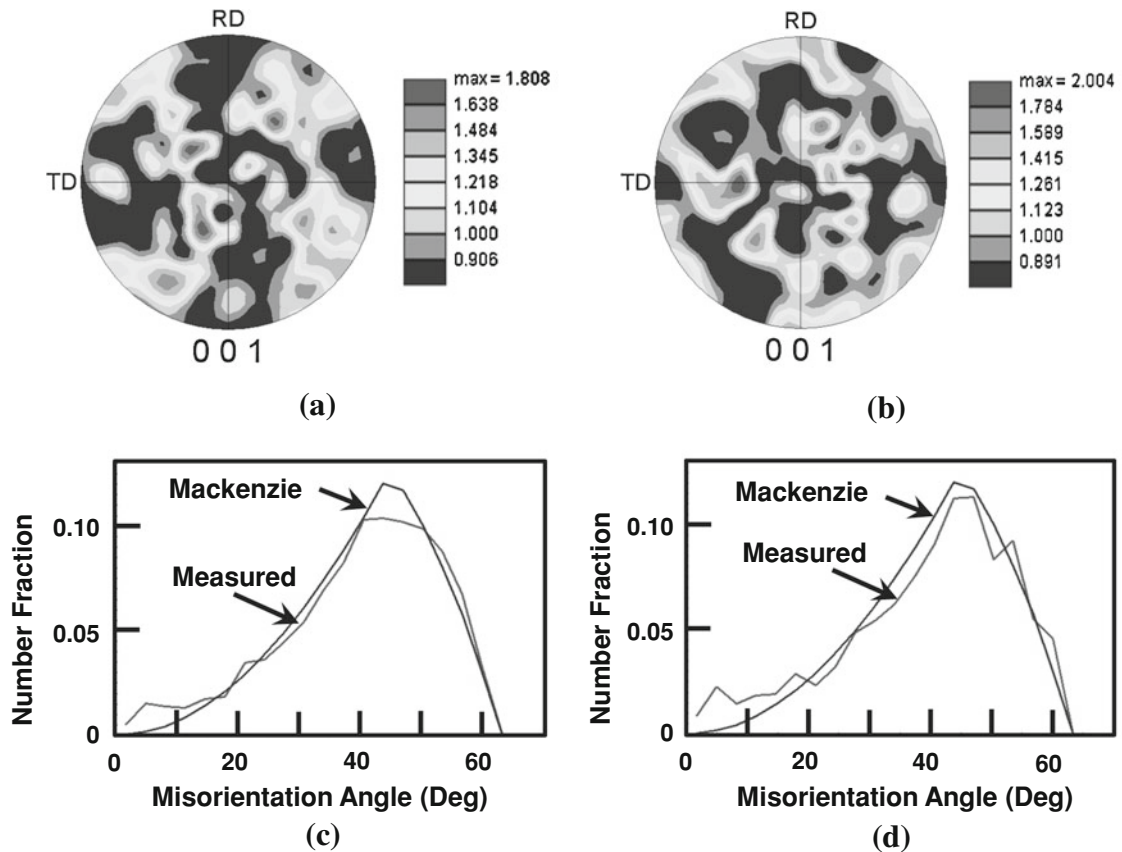 RD
TD
max = 1.808
1.638
1.484
1.345
1.218
1.104
1.000
0.906
0 0 1
(a)
RD
TD
max = 2.004
1.784
1.589
1.415
1.261
1.123
1.000
0.891
0 0 1
(b)
Number Fraction
0.10
0.05
0
Mackenzie
Measured
0 20 40 60
Misorientation Angle (Deg)
(c)
Number Fraction
0.10
0.05
0
Mackenzie
Measured
0 20 40 60
Misorientation Angle (Deg)
(d)